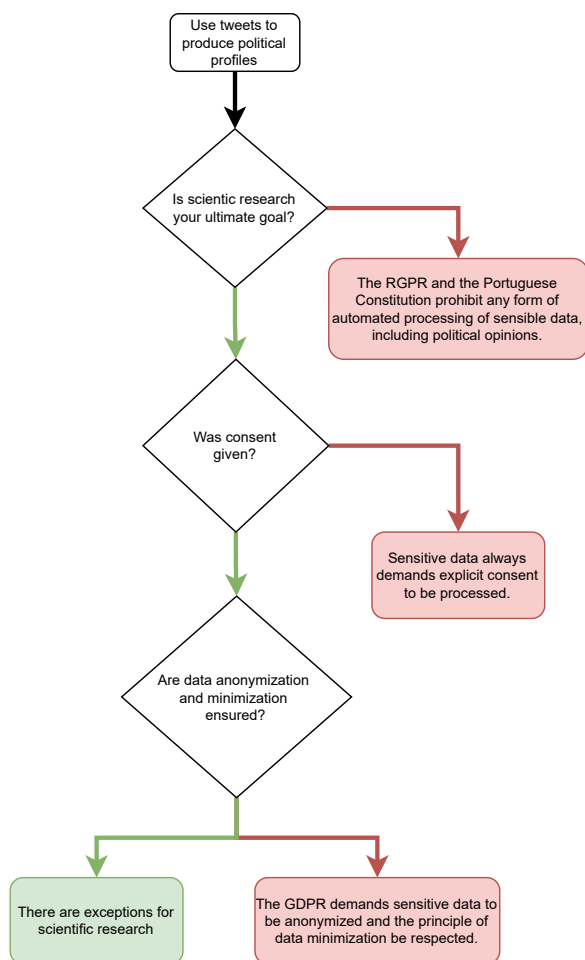 Use tweets to
produce political
profiles
Is scientic research
your ultimate goal?
The RGPR and the Portuguese
Constitution prohibit any form of
automated processing of sensible data,
including political opinions.
Was consent
given?
Sensitive data always
demands explicit consent
to be processed.
Are data anonymization
and minimization
ensured?
There are exceptions for
scientific research
The GDPR demands sensitive data to
be anonymized and the principle of
data minimization be respected.